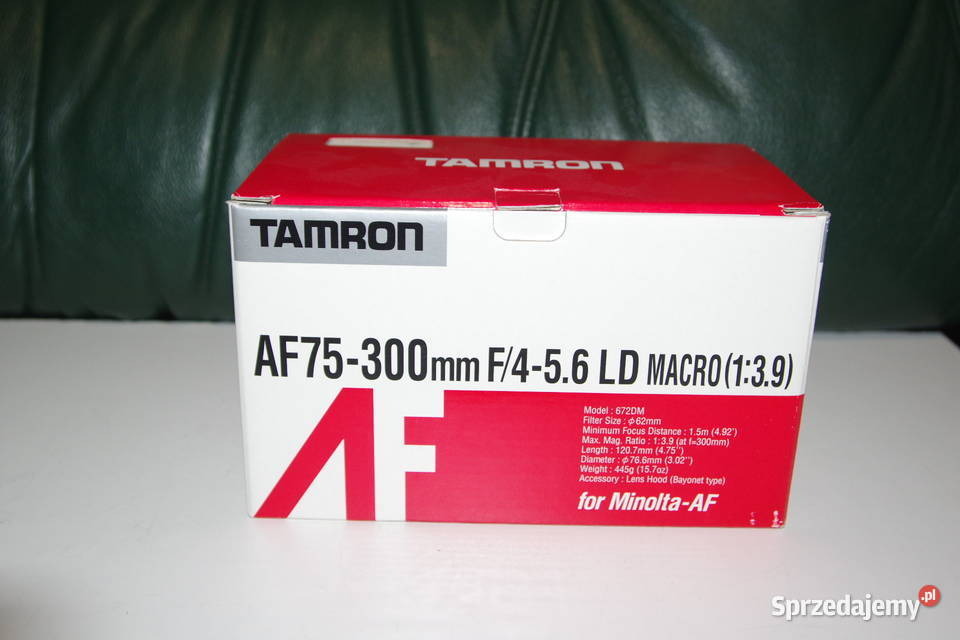 TAMRON
TAMRON
AF75-300mm F/4-5.6 LD MACRO(1:3.9)
AF
Model : 672DM
Filter Size : ϕ62mm
Minimum Focus Distance : 1.5m (4.92')
Max. Mag. Ratio : 1:3.9 (at f=300mm)
Length : 120.7mm (4.75'')
Diameter : ϕ76.6mm (3.02'')
Weight : 445g (15.7oz)
Accessory : Lens Hood (Bayonet type)
for Minolta-AF
Sprzedajemy.pl